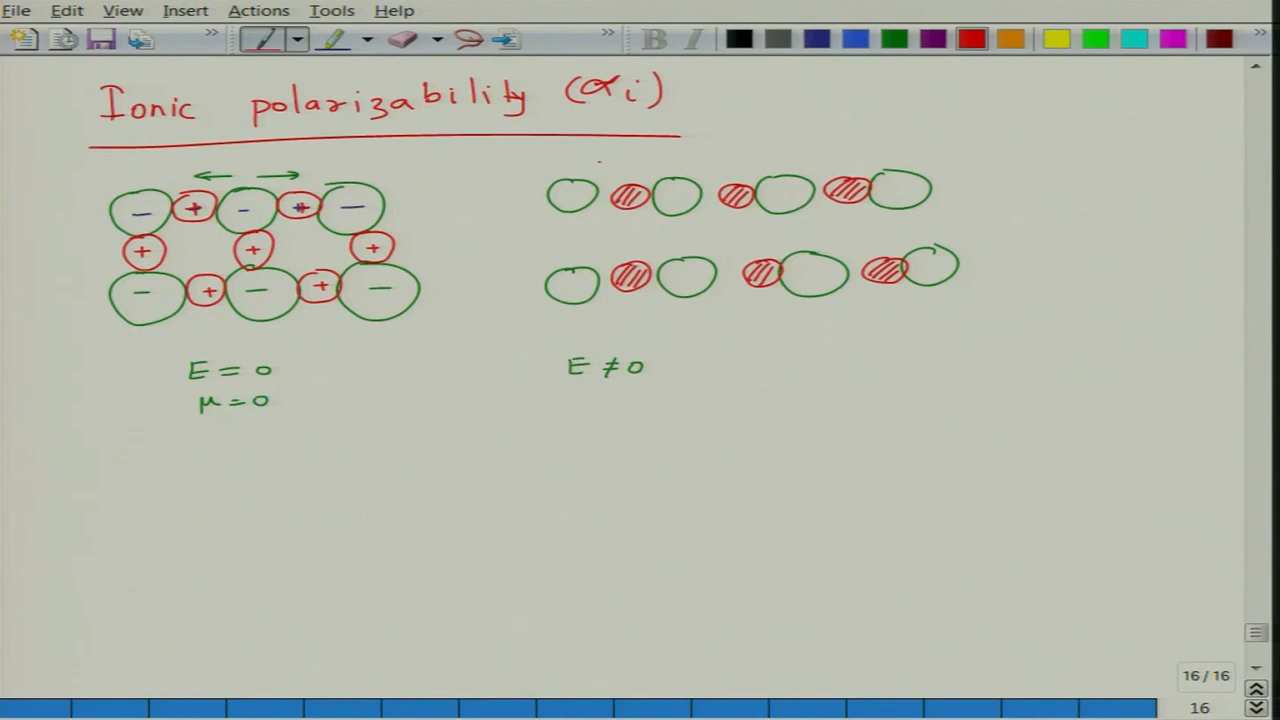 File Edit View Insert Actions Tools Help
B I
Ionic polarizability (αi)
← →
- + - + -
+ + +
- + - + -
E = 0
μ = 0
E ≠ 0
16 / 16
16